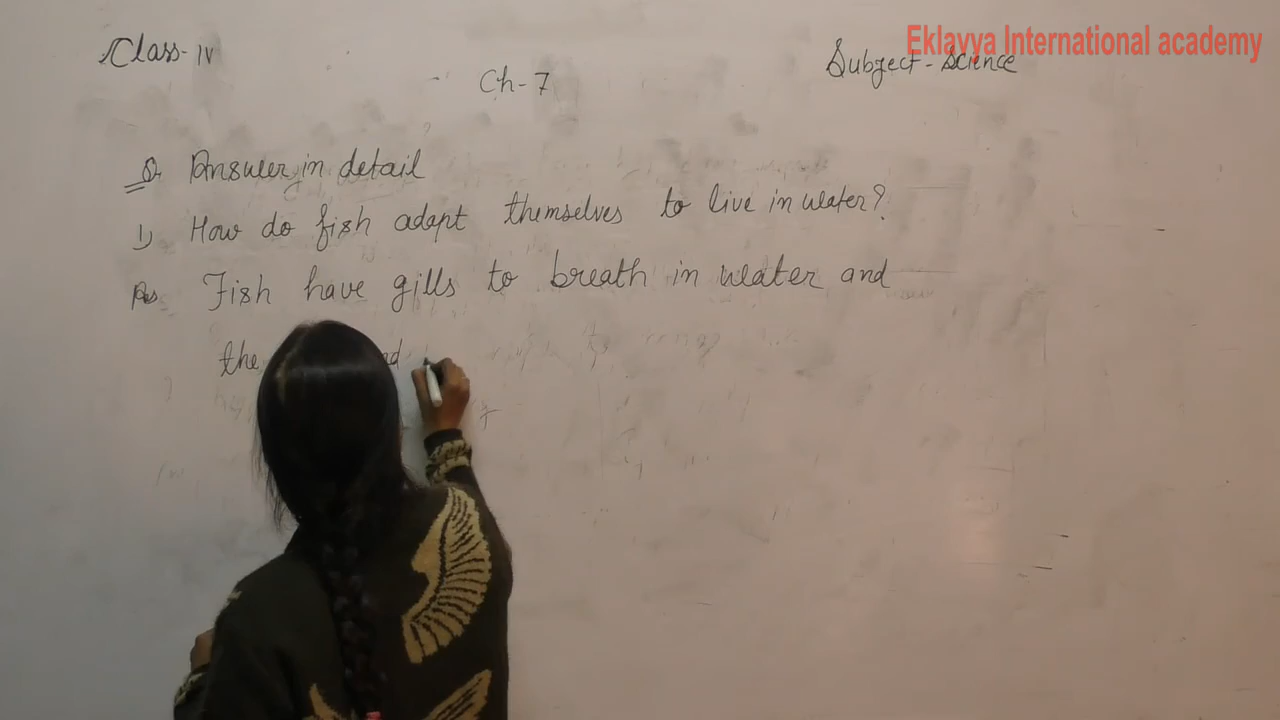 Eklavya International academy
Class- IV
Subject - Science
Ch- 7
Q. Answer in detail
1) How do fish adapt themselves to live in water?
Ans. Fish have gills to breath in water and
the